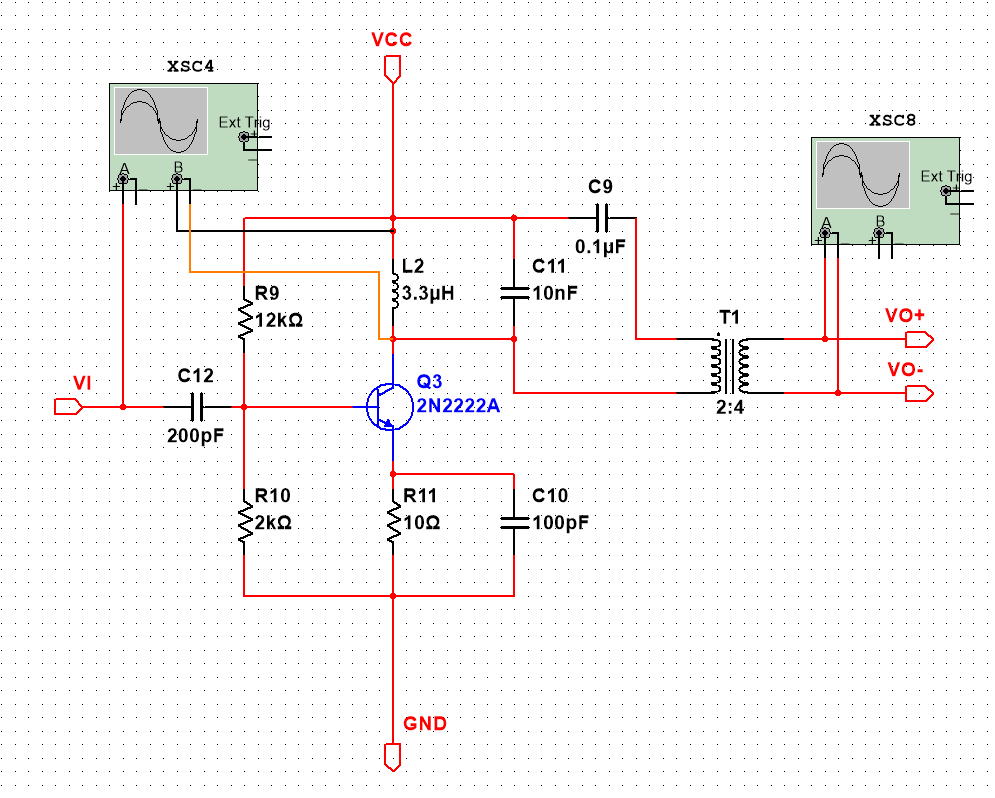 VCC
XSC4
Ext Trig
+
_
A
B
+
_
+
_
XSC8
Ext Trig
+
_
A
B
+
_
+
_
C9
0.1µF
L2
3.3µH
C11
10nF
R9
12kΩ
T1
2:4
VO+
VO-
VI
C12
200pF
Q3
2N2222A
R10
2kΩ
R11
10Ω
C10
100pF
GND